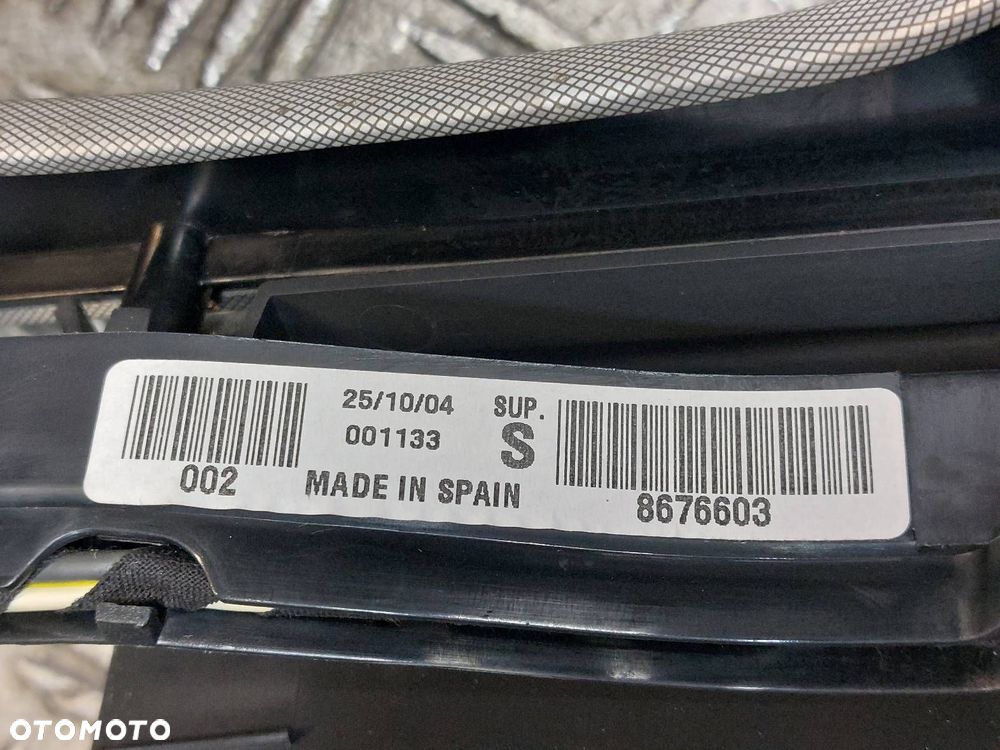 25/10/04
SUP.
001133
S
002
MADE IN SPAIN
8676603
OTOMOTO